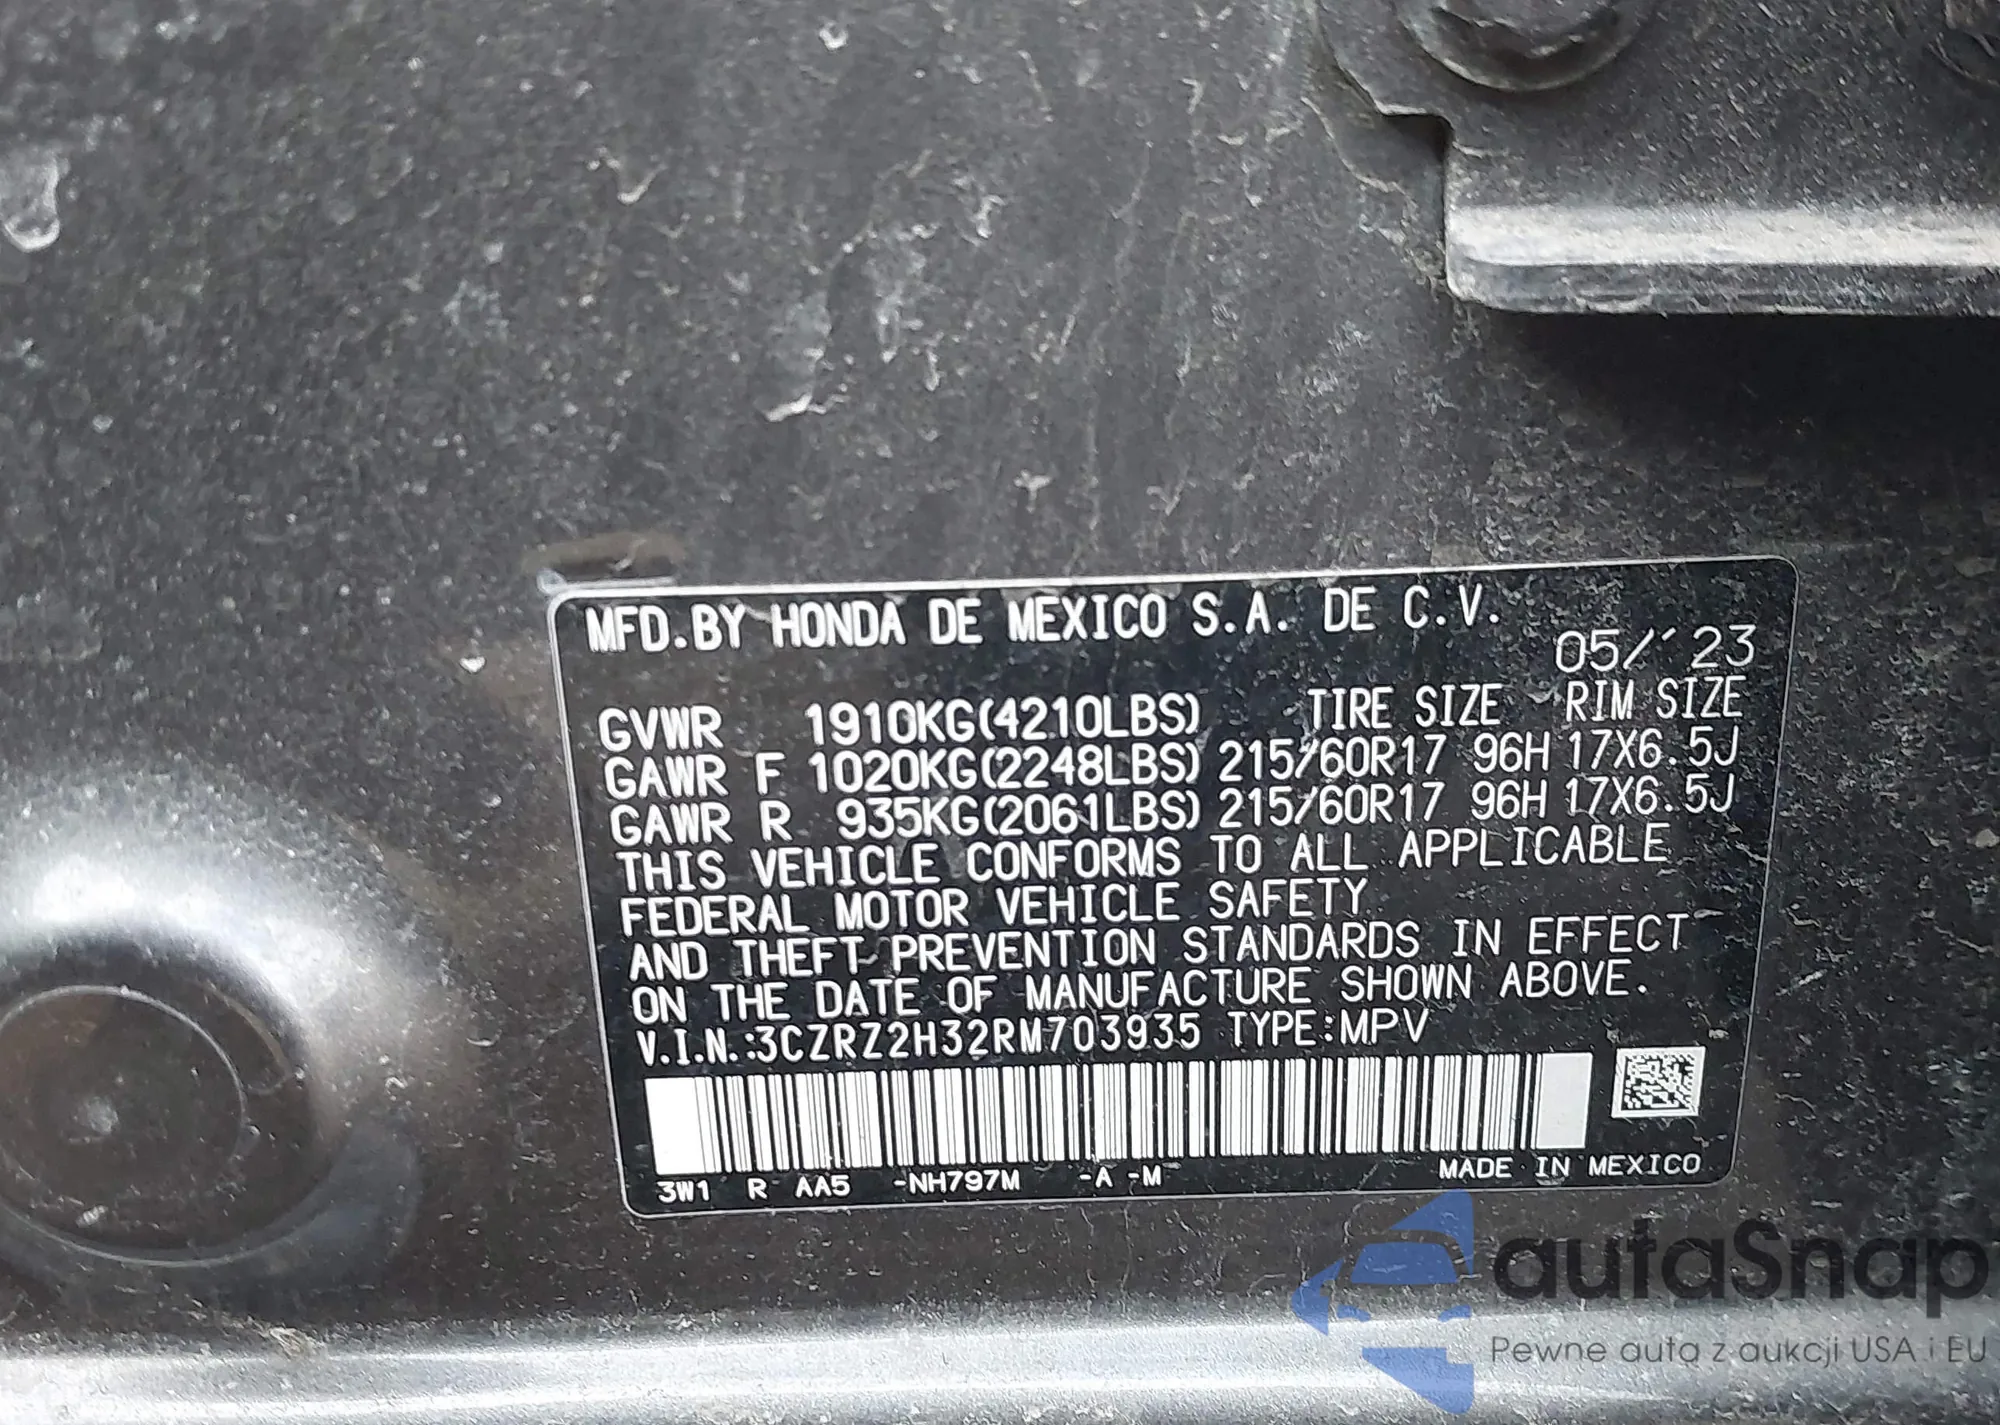 MFD.BY HONDA DE MEXICO S.A. DE C.V.
05/'23
GVWR 1910KG(4210LBS) TIRE SIZE RIM SIZE
GAWR F 1020KG(2248LBS) 215/60R17 96H 17X6.5J
GAWR R 935KG(2061LBS) 215/60R17 96H 17X6.5J
THIS VEHICLE CONFORMS TO ALL APPLICABLE
FEDERAL MOTOR VEHICLE SAFETY
AND THEFT PREVENTION STANDARDS IN EFFECT
ON THE DATE OF MANUFACTURE SHOWN ABOVE.
V.I.N.:3CZRZ2H32RM703935 TYPE:MPV
3W1 R AA5 -NH797M -A -M MADE IN MEXICO
autaSnap
Pewne auta z aukcji USA i EU